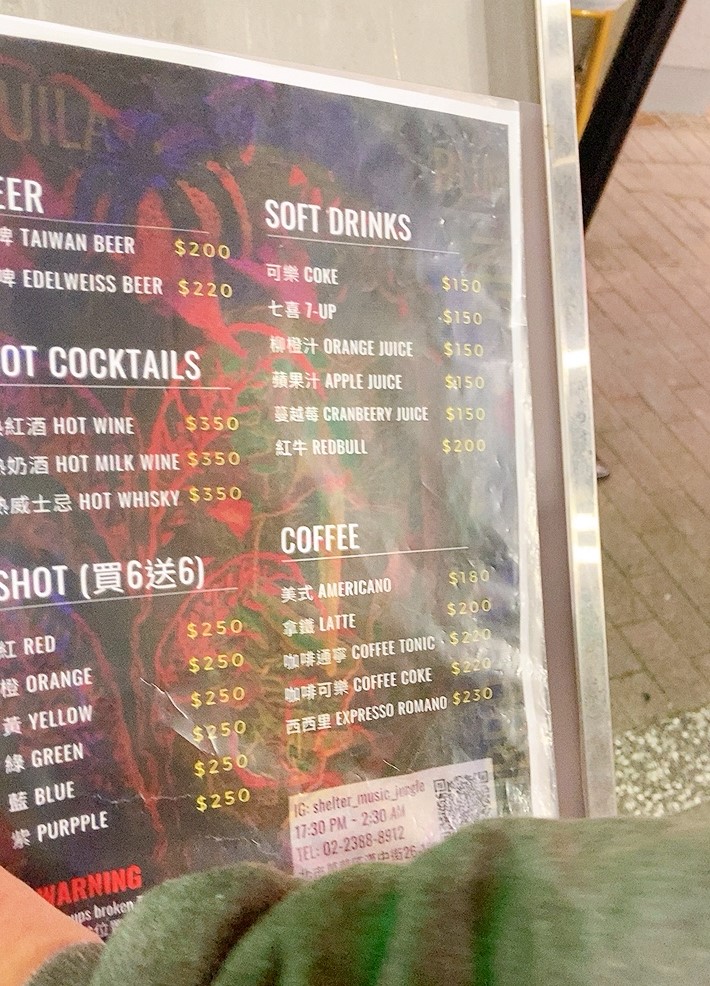 UILA
EER
啤 TAIWAN BEER $200
啤 EDELWEISS BEER $220
OT COCKTAILS
熱紅酒 HOT WINE $350
熱奶酒 HOT MILK WINE $350
熱威士忌 HOT WHISKY $350
SHOT (買6送6)
紅 RED $250
橙 ORANGE $250
黃 YELLOW $250
綠 GREEN $250
藍 BLUE $250
紫 PURPPLE $250
WARNING
ups broken
SOFT DRINKS
可樂 COKE $150
七喜 7-UP $150
柳橙汁 ORANGE JUICE $150
蘋果汁 APPLE JUICE $150
蔓越莓 CRANBEERY JUICE $150
紅牛 REDBULL $200
COFFEE
美式 AMERICANO $180
拿鐵 LATTE $200
咖啡通寧 COFFEE TONIC $220
咖啡可樂 COFFEE COKE $220
西西里 EXPRESSO ROMANO $230
IG: shelter_music_jungle
17:30 PM - 2:30 AM
TEL: 02-2388-8912